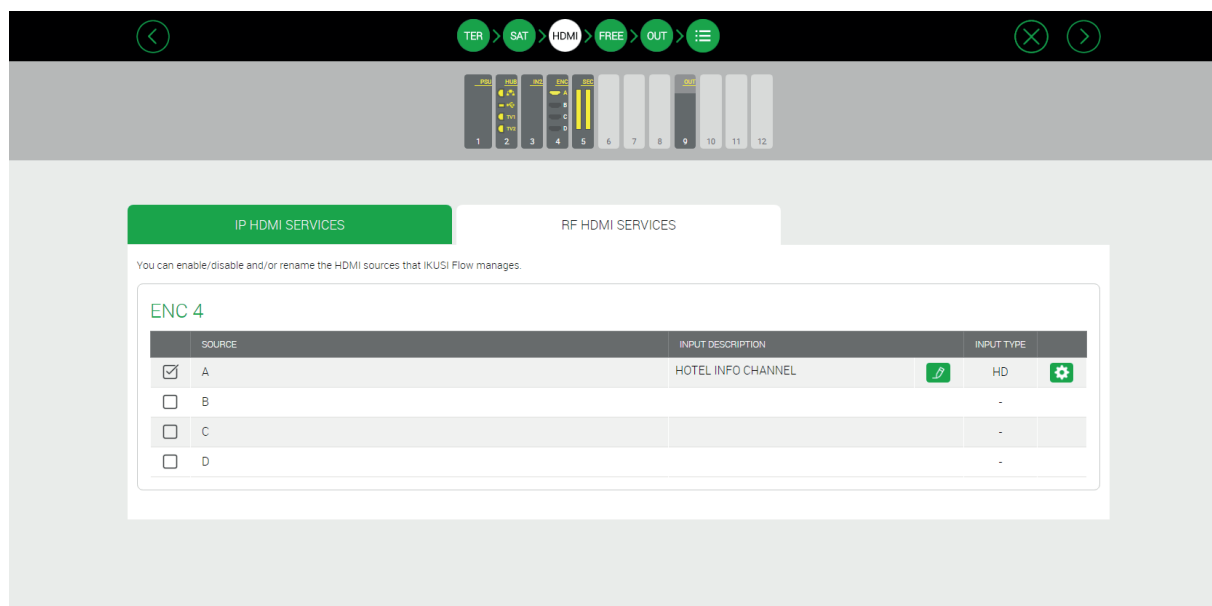 TER > SAT > HDMI > FREE > OUT >
PSU HUB IN2 ENC SEC OUT
A
B
TV1 C
TV2 D
1 2 3 4 5 6 7 8 9 10 11 12
IP HDMI SERVICES RF HDMI SERVICES
You can enable/disable and/or rename the HDMI sources that IKUSI Flow manages.
ENC 4
SOURCE INPUT DESCRIPTION INPUT TYPE
A HOTEL INFO CHANNEL HD
B -
C -
D -